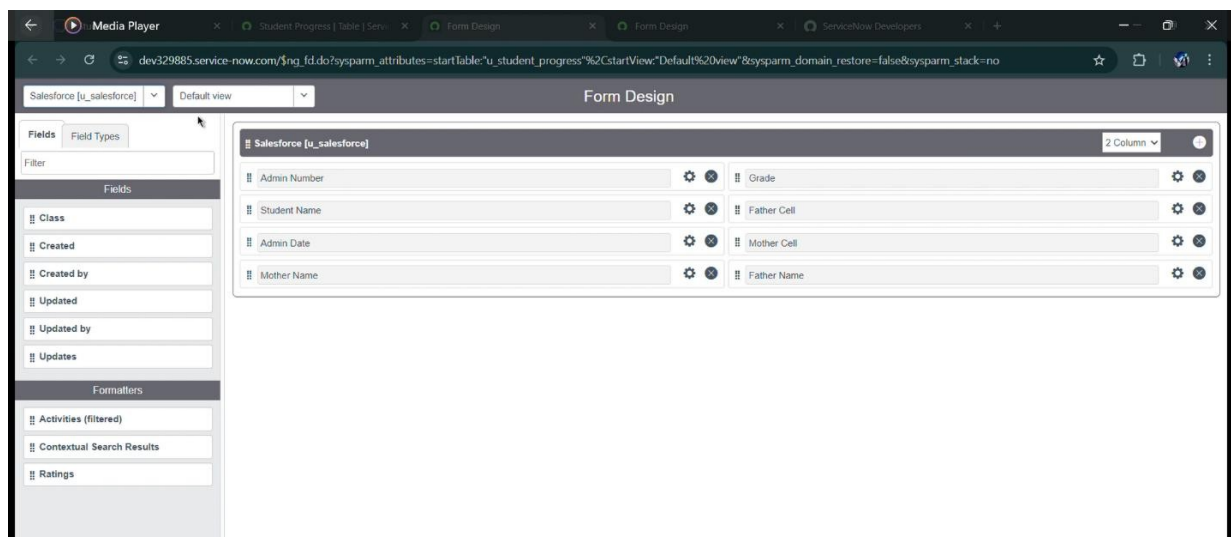 Media Player
Student Progress | Table | Servi
Form Design
Form Design
ServiceNow Developers
dev329885.service-now.com/$ng_fd.do?sysparm_attributes=startTable:"u_student_progress"%2CstartView:"Default%20view"&sysparm_domain_restore=false&sysparm_stack=no
Salesforce [u_salesforce]
Default view
Form Design
Fields
Field Types
Filter
Fields
Class
Created
Created by
Updated
Updated by
Updates
Formatters
Activities (filtered)
Contextual Search Results
Ratings
Salesforce [u_salesforce]
2 Column
Admin Number
Grade
Student Name
Father Cell
Admin Date
Mother Cell
Mother Name
Father Name